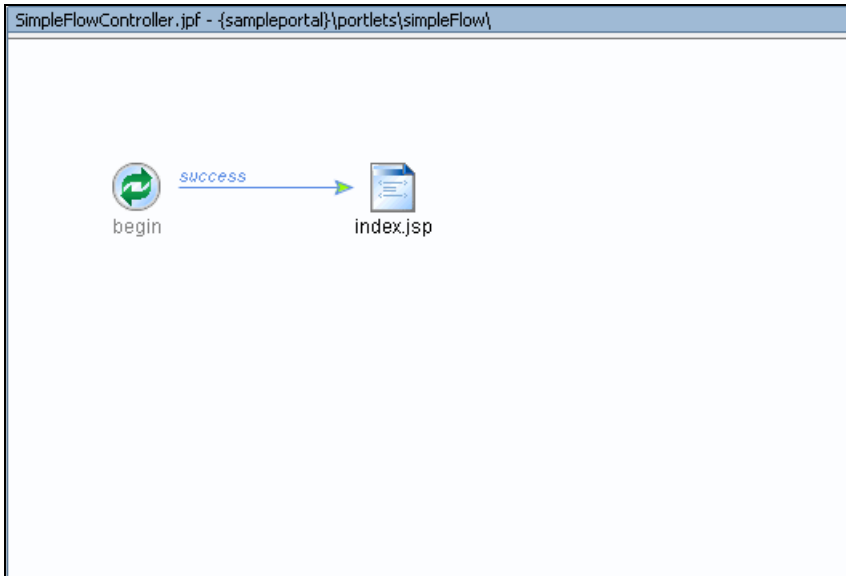 SimpleFlowController.jpf - {sampleportal}\portlets\simpleFlow\
success
begin
index.jsp